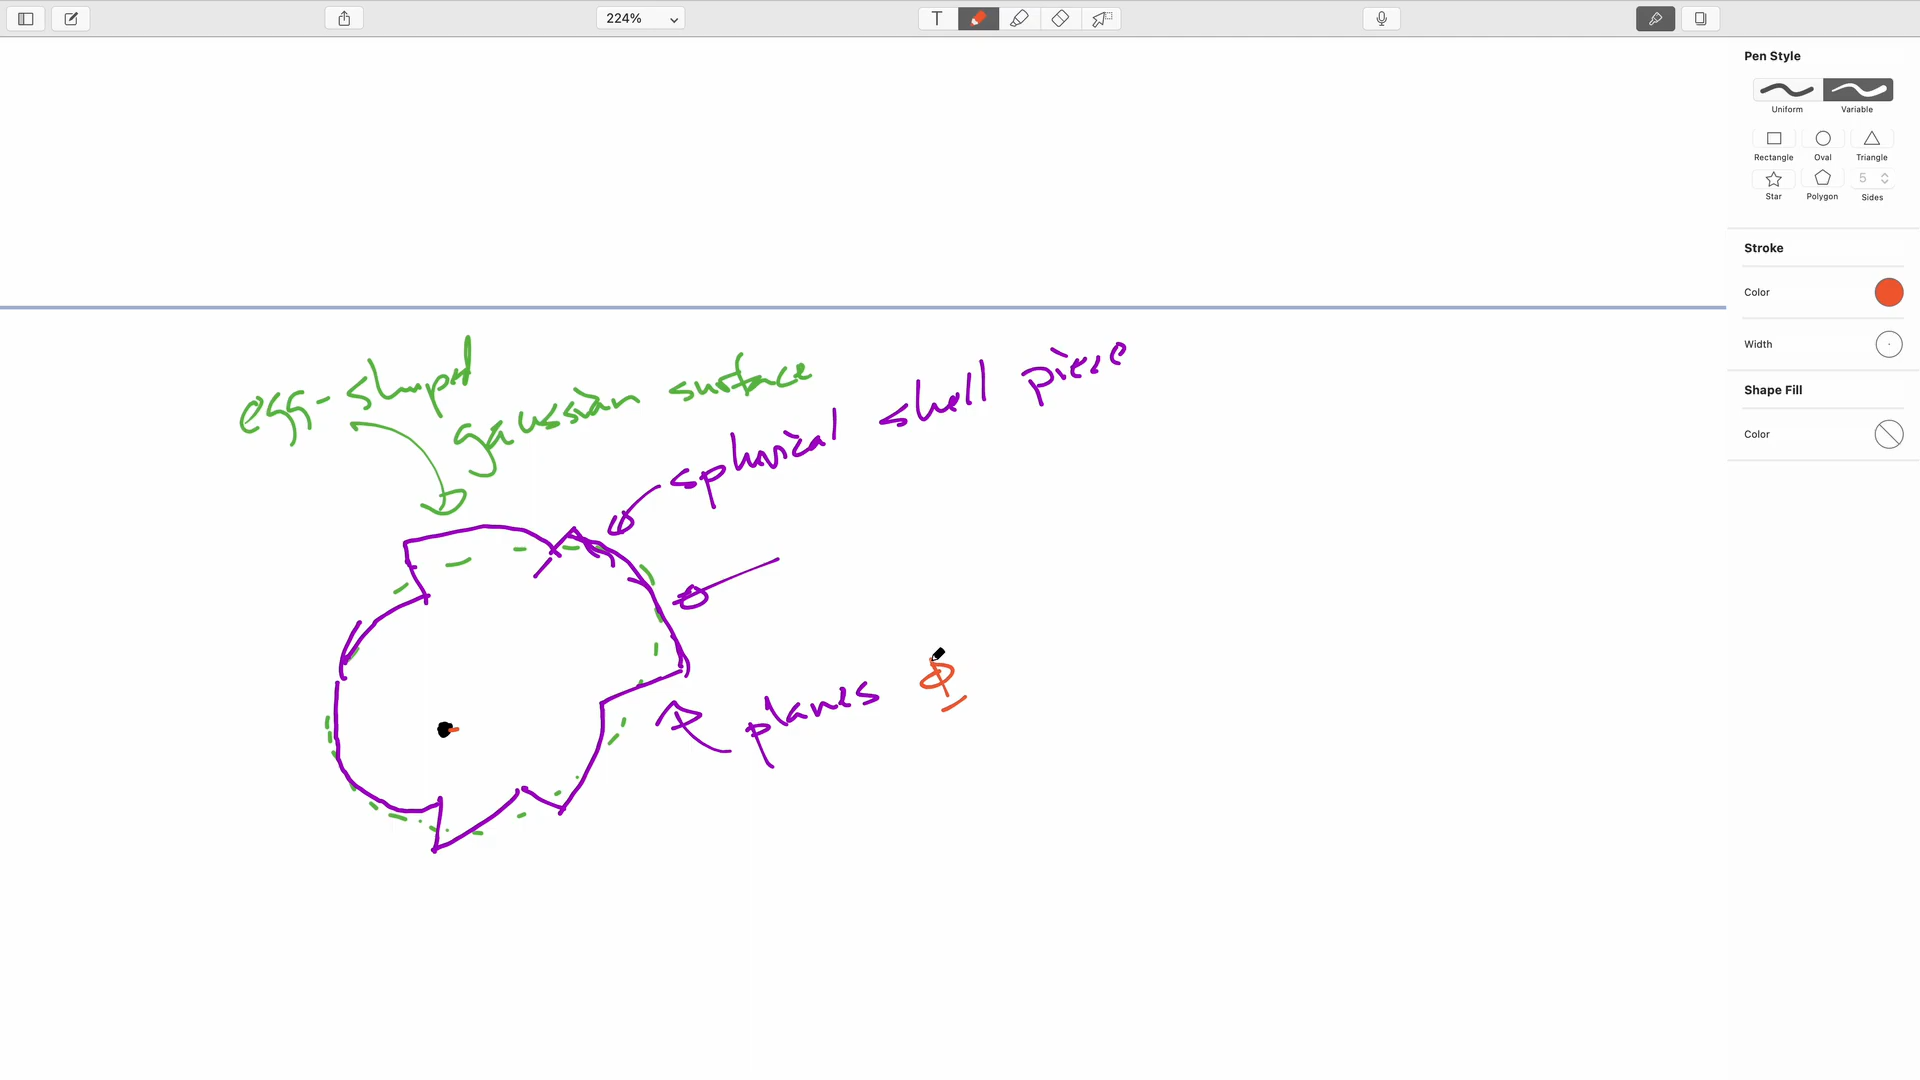 224%
T
Pen Style
Uniform
Variable
Rectangle
Oval
Triangle
5
Star
Polygon
Sides
Stroke
Color
Width
Shape Fill
Color
egg-shaped
gaussian surface
spherical shell piece
planes Φ